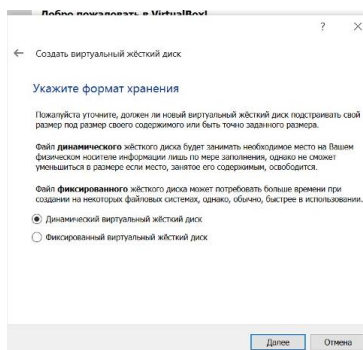 Добро пожаловать в VirtualBox!
?
Создать виртуальный жёсткий диск
Укажите формат хранения
Пожалуйста уточните, должен ли новый виртуальный жёсткий диск подстраивать свой
размер под размер своего содержимого или быть точно заданного размера.
Файл динамического жёсткого диска будет занимать необходимое место на Вашем
физическом носителе информации лишь по мере заполнения, однако не сможет
уменьшиться в размере если место, занятое его содержимым, освободится.
Файл фиксированного жёсткого диска может потребовать больше времени при
создании на некоторых файловых системах, однако, обычно, быстрее в использовании.
Динамический виртуальный жёсткий диск
Фиксированный виртуальный жёсткий диск
Далее Отмена